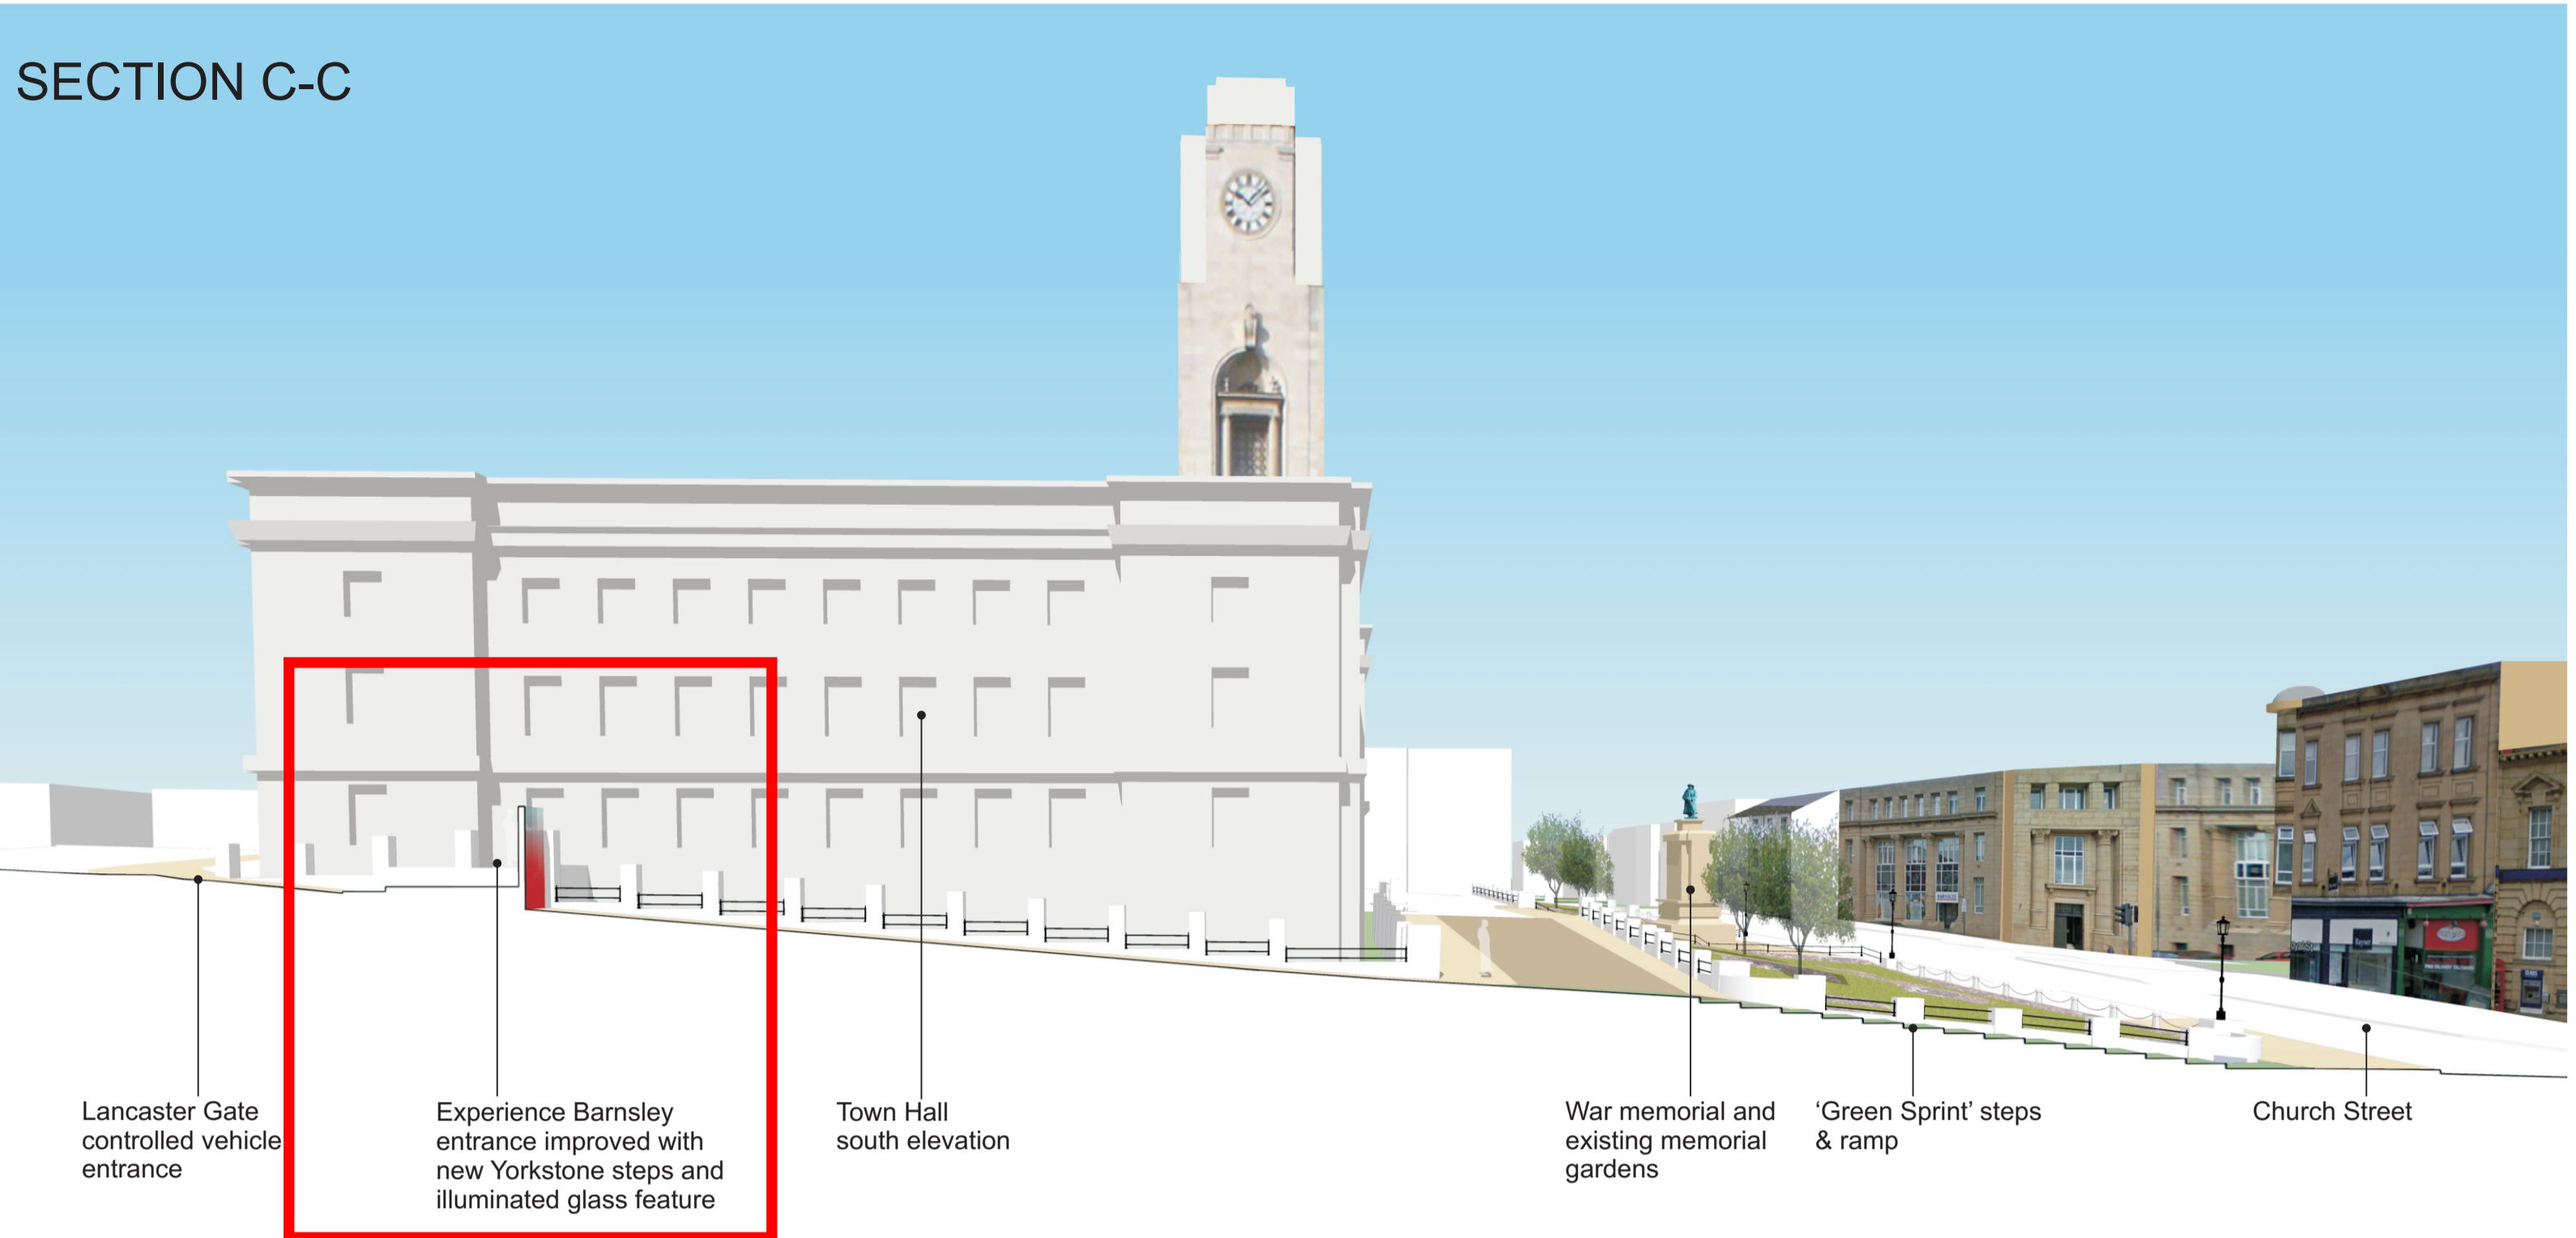 SECTION C-C
Lancaster Gate
controlled vehicle
entrance
Experience Barnsley
entrance improved with
new Yorkstone steps and
illuminated glass feature
Town Hall
south elevation
War memorial and
existing memorial
gardens
‘Green Sprint’ steps
& ramp
Church Street